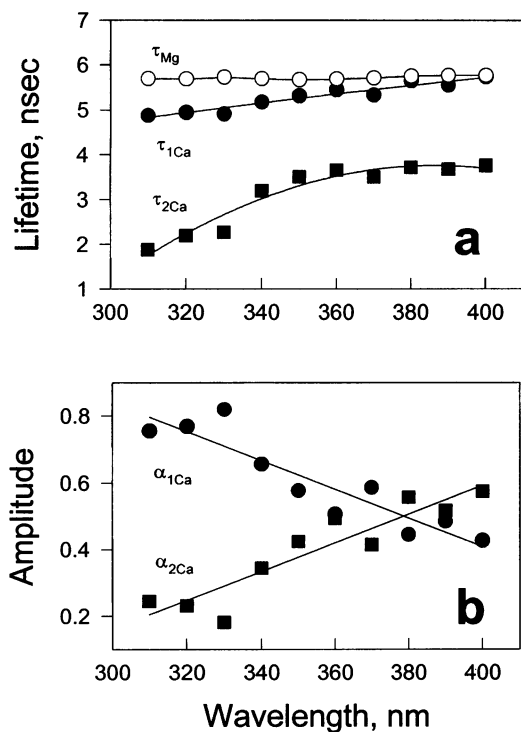 7
6
5
4
3
2
1
Lifetime, nsec
τMg
τ1Ca
τ2Ca
a
300 320 340 360 380 400
0.8
0.6
0.4
0.2
Amplitude
α1Ca
α2Ca
b
300 320 340 360 380 400
Wavelength, nm